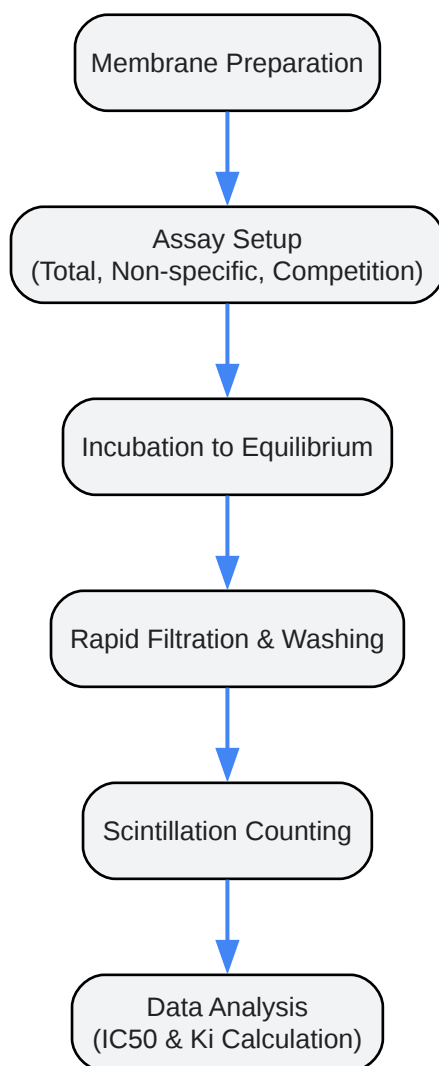 Membrane Preparation
Assay Setup
(Total, Non-specific, Competition)
Incubation to Equilibrium
Rapid Filtration & Washing
Scintillation Counting
Data Analysis
(IC50 & Ki Calculation)